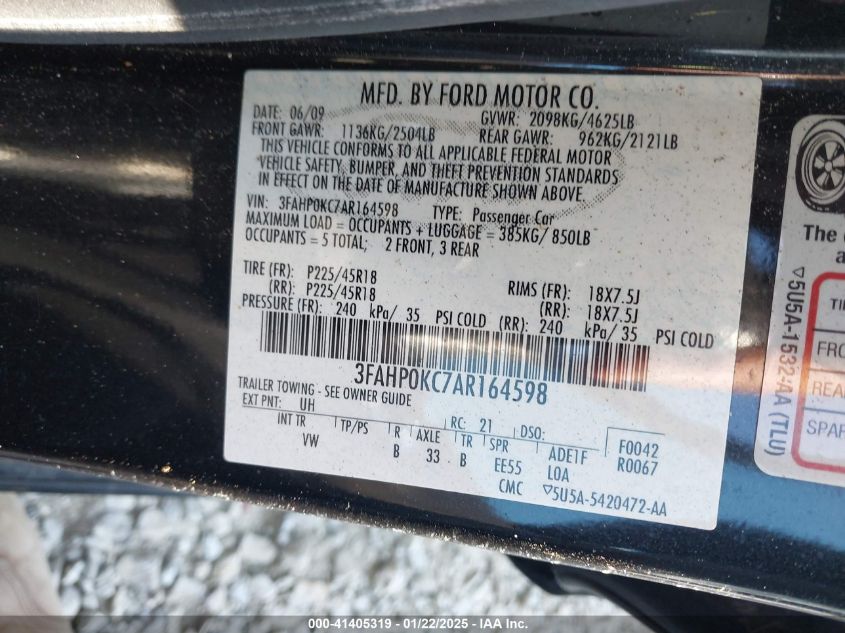 MFD. BY FORD MOTOR CO.
DATE: 06/09 GVWR: 2098KG/4625LB
FRONT GAWR: 1136KG/2504LB REAR GAWR: 962KG/2121LB
THIS VEHICLE CONFORMS TO ALL APPLICABLE FEDERAL MOTOR
VEHICLE SAFETY, BUMPER, AND THEFT PREVENTION STANDARDS
IN EFFECT ON THE DATE OF MANUFACTURE SHOWN ABOVE.
VIN: 3FAHP0KC7AR164598 TYPE: Passenger Car
MAXIMUM LOAD = OCCUPANTS + LUGGAGE = 385KG/ 850LB
OCCUPANTS = 5 TOTAL; 2 FRONT, 3 REAR
TIRE (FR): P225/45R18 RIMS (FR): 18X7.5J
(RR): P225/45R18 (RR): 18X7.5J
PRESSURE (FR): 240 kPa/ 35 PSI COLD (RR): 240 kPa/ 35 PSI COLD
3FAHP0KC7AR164598
TRAILER TOWING - SEE OWNER GUIDE
EXT PNT: UH RC: 21 DSO: F0042
INT TR TP/PS R AXLE TR SPR ADE1F R0067
VW B 33 B EE55 L0A
CMC ▽5U5A-5420472-AA
The
a
▽5U5A-1532-AA (TLU)
FRO
REA
SPAR
000-41405319 - 01/22/2025 - IAA Inc.